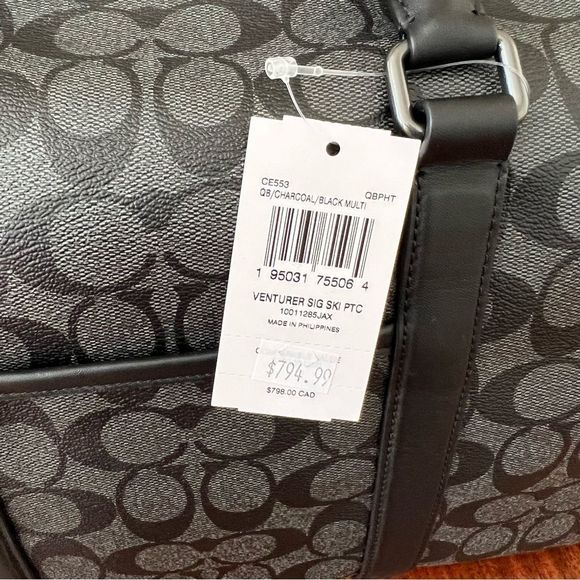 CE553 QBPHT
QB/CHARCOAL/BLACK MULTI
1 95031 75506 4
VENTURER SIG SKI PTC
10011285JAX
MADE IN PHILIPPINES
$794.99
$798.00 CAD